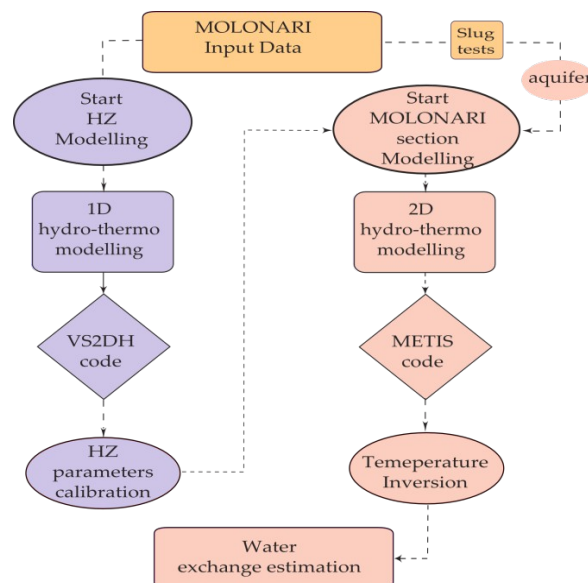 MOLONARI
Input Data
Slug
tests
aquifer
Start
HZ
Modelling
Start
MOLONARI
section
Modelling
1D
hydro-thermo
modelling
2D
hydro-thermo
modelling
VS2DH
code
METIS
code
HZ
parameters
calibration
Temeperature
Inversion
Water
exchange estimation